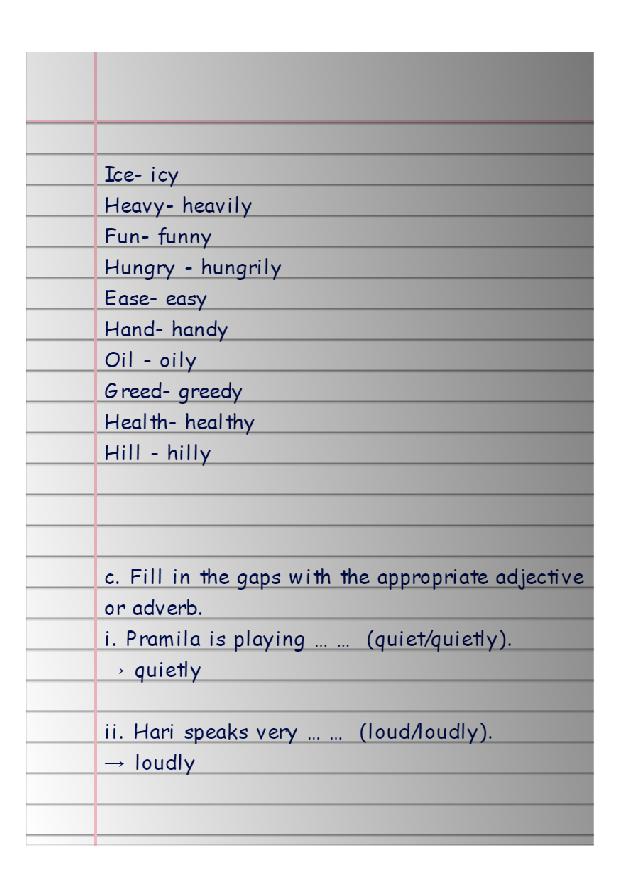 Ice- icy
Heavy- heavily
Fun- funny
Hungry - hungrily
Ease- easy
Hand- handy
Oil - oily
Greed- greedy
Health- healthy
Hill - hilly
c. Fill in the gaps with the appropriate adjective
or adverb.
i. Pramila is playing … … (quiet/quietly).
→ quietly
ii. Hari speaks very … … (loud/loudly).
→ loudly